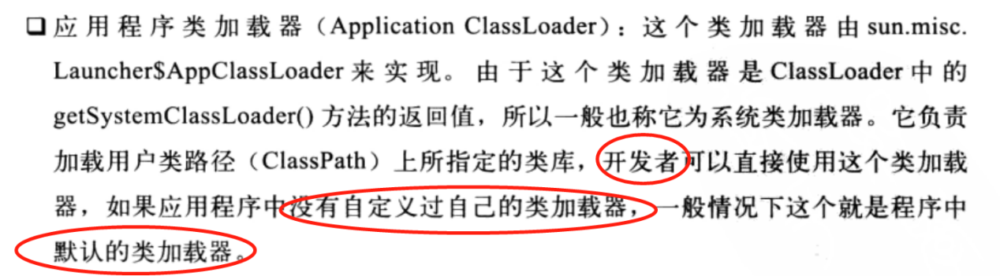 ❑ 应用程序类加载器（Application ClassLoader）：这个类加载器由 sun.misc.
Launcher$AppClassLoader 来实现。由于这个类加载器是 ClassLoader 中的
getSystemClassLoader() 方法的返回值，所以一般也称它为系统类加载器。它负责
加载用户类路径（ClassPath）上所指定的类库，开发者可以直接使用这个类加载
器，如果应用程序中没有自定义过自己的类加载器，一般情况下这个就是程序中
默认的类加载器。